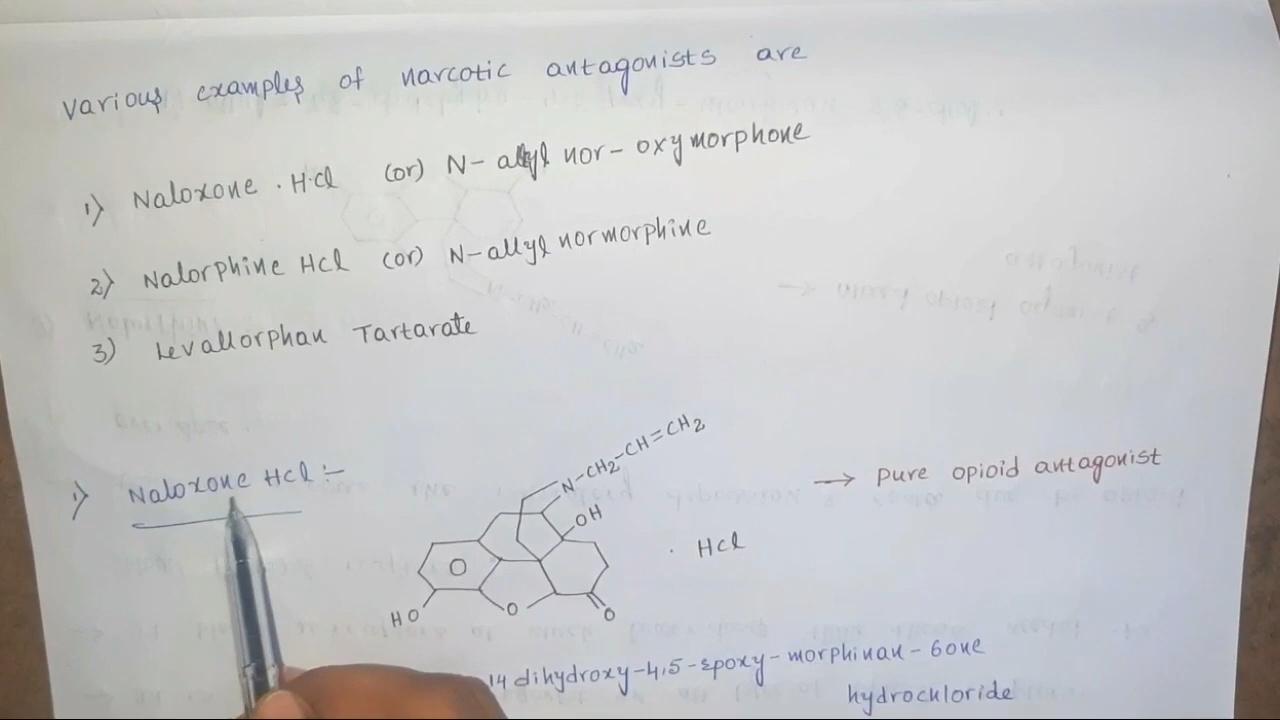 various examples of narcotic antagonists are
1) Naloxone . H.Cl (or) N-allyl nor-oxymorphone
2) Nalorphine HCl (or) N-allyl normorphine
3) Levallorphan Tartarate
1) Naloxone HCl :-
N-CH2-CH=CH2
→ Pure opioid antagonist
OH
. HCl
HO
O
O
14 dihydroxy-4,5-Epoxy-morphinan-6one
hydrochloride